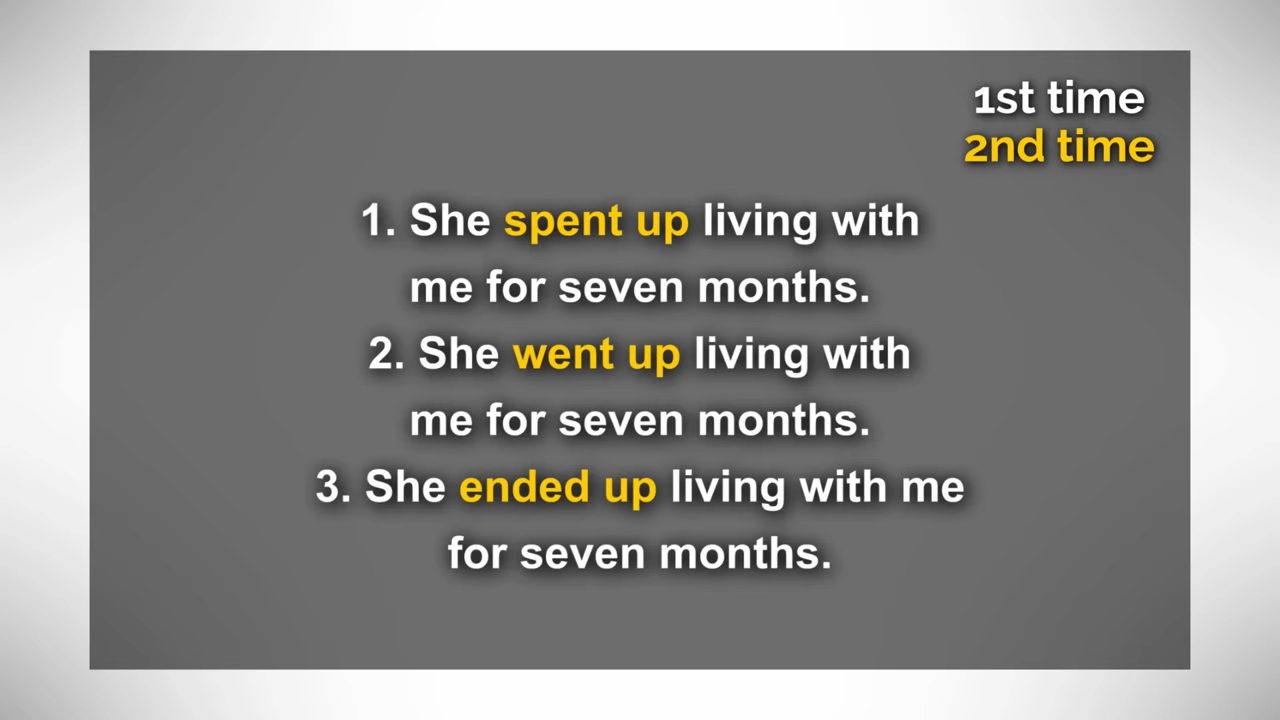 1st time
2nd time
1. She spent up living with
me for seven months.
2. She went up living with
me for seven months.
3. She ended up living with me
for seven months.